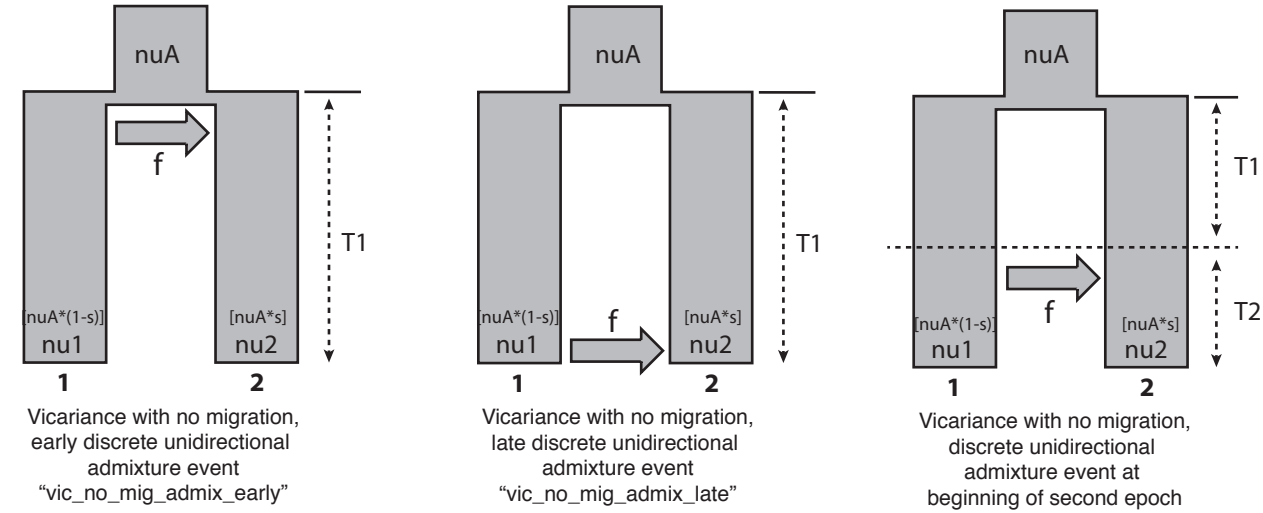 nuA
f
T1
[nuA*(1-s)]
nu1
[nuA*s]
nu2
1
2
Vicariance with no migration,
early discrete unidirectional
admixture event
“vic_no_mig_admix_early”
nuA
T1
f
[nuA*(1-s)]
nu1
[nuA*s]
nu2
1
2
Vicariance with no migration,
late discrete unidirectional
admixture event
“vic_no_mig_admix_late”
nuA
T1
f
T2
[nuA*(1-s)]
nu1
[nuA*s]
nu2
1
2
Vicariance with no migration,
discrete unidirectional
admixture event at
beginning of second epoch